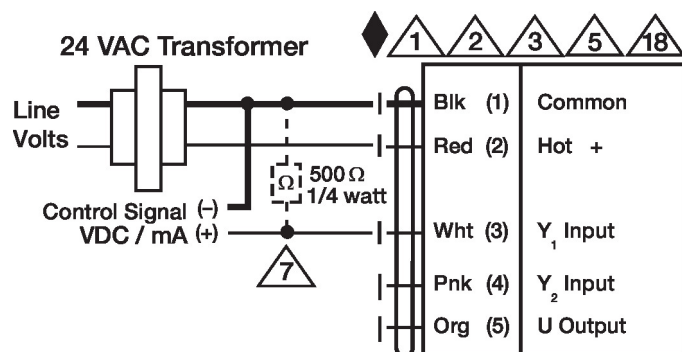 24 VAC Transformer
1 2 3 5 18
Line Volts
Blk (1) Common
Red (2) Hot +
Ω 500 Ω
1/4 watt
Control Signal (–)
VDC / mA (+)
Wht (3) Y₁ Input
7
Pnk (4) Y₂ Input
Org (5) U Output